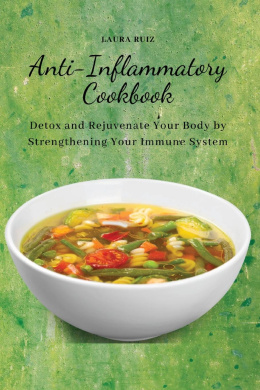 LAURA RUIZ
Anti-Inflammatory
Cookbook
Detox and Rejuvenate Your Body by
Strengthening Your Immune System